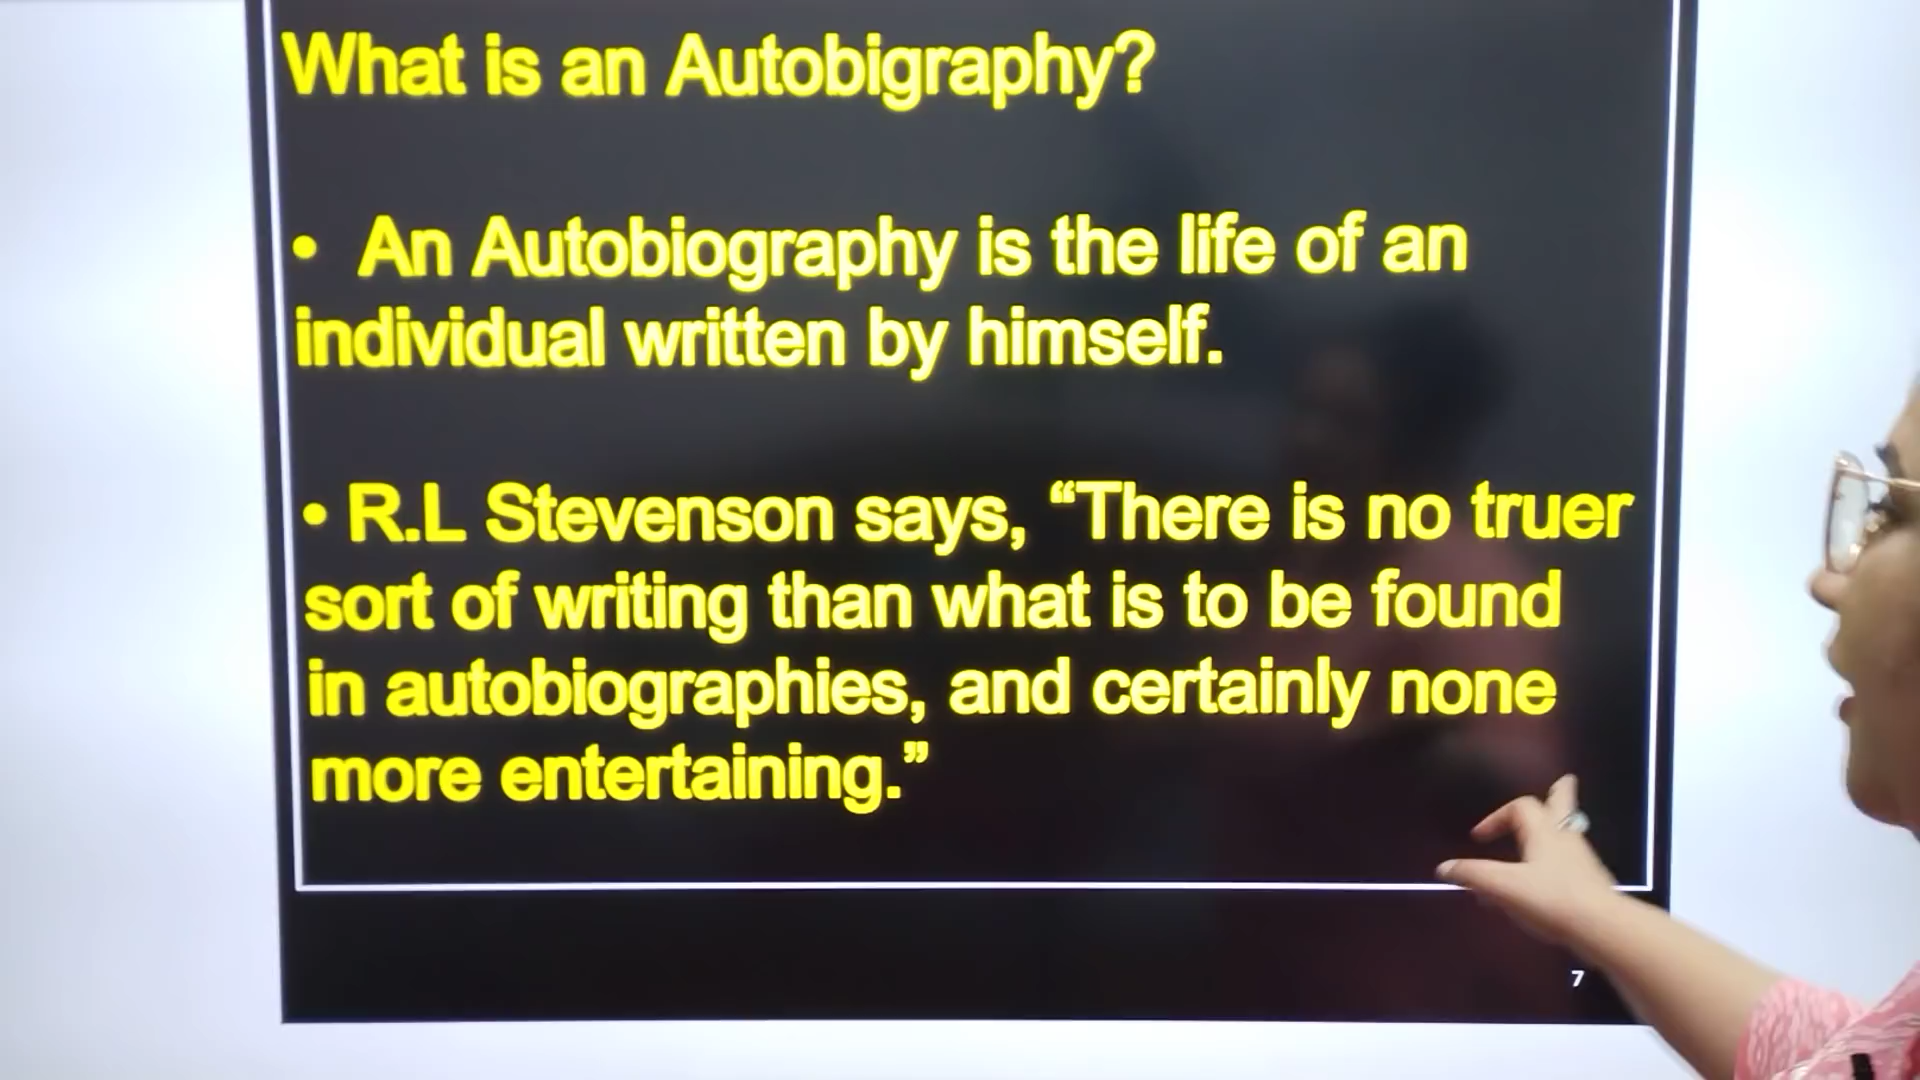 What is an Autobigraphy?
• An Autobiography is the life of an
individual written by himself.
• R.L Stevenson says, “There is no truer
sort of writing than what is to be found
in autobiographies, and certainly none
more entertaining.”
7